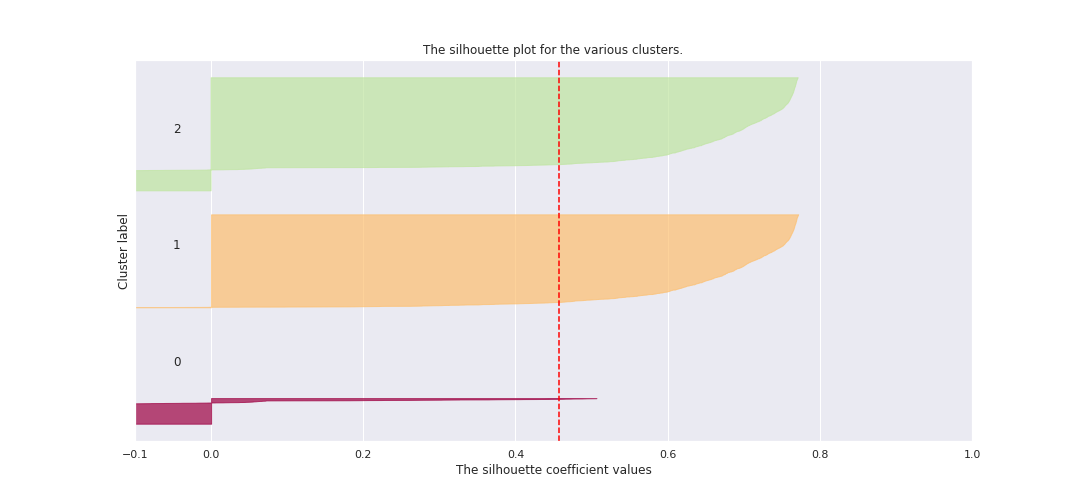 The silhouette plot for the various clusters.
2
1
0
Cluster label
−0.1 0.0 0.2 0.4 0.6 0.8 1.0
The silhouette coefficient values